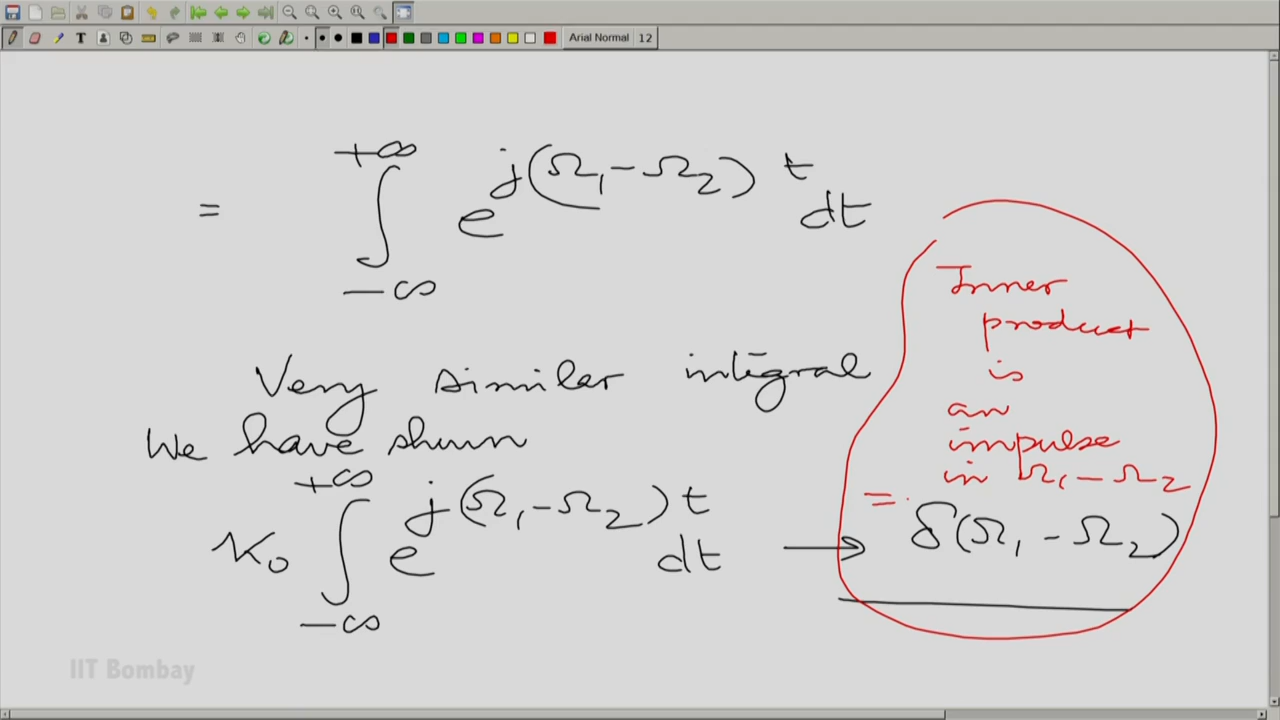 Arial Normal 12
+∞
= ∫ e^{j(Ω₁-Ω₂)t} dt
-∞
Inner
product
is
an
impulse
in Ω₁-Ω₂
Very similar integral
We have shown
+∞
K₀ ∫ e^{j(Ω₁-Ω₂)t} dt → = δ(Ω₁-Ω₂)
-∞
IIT Bombay